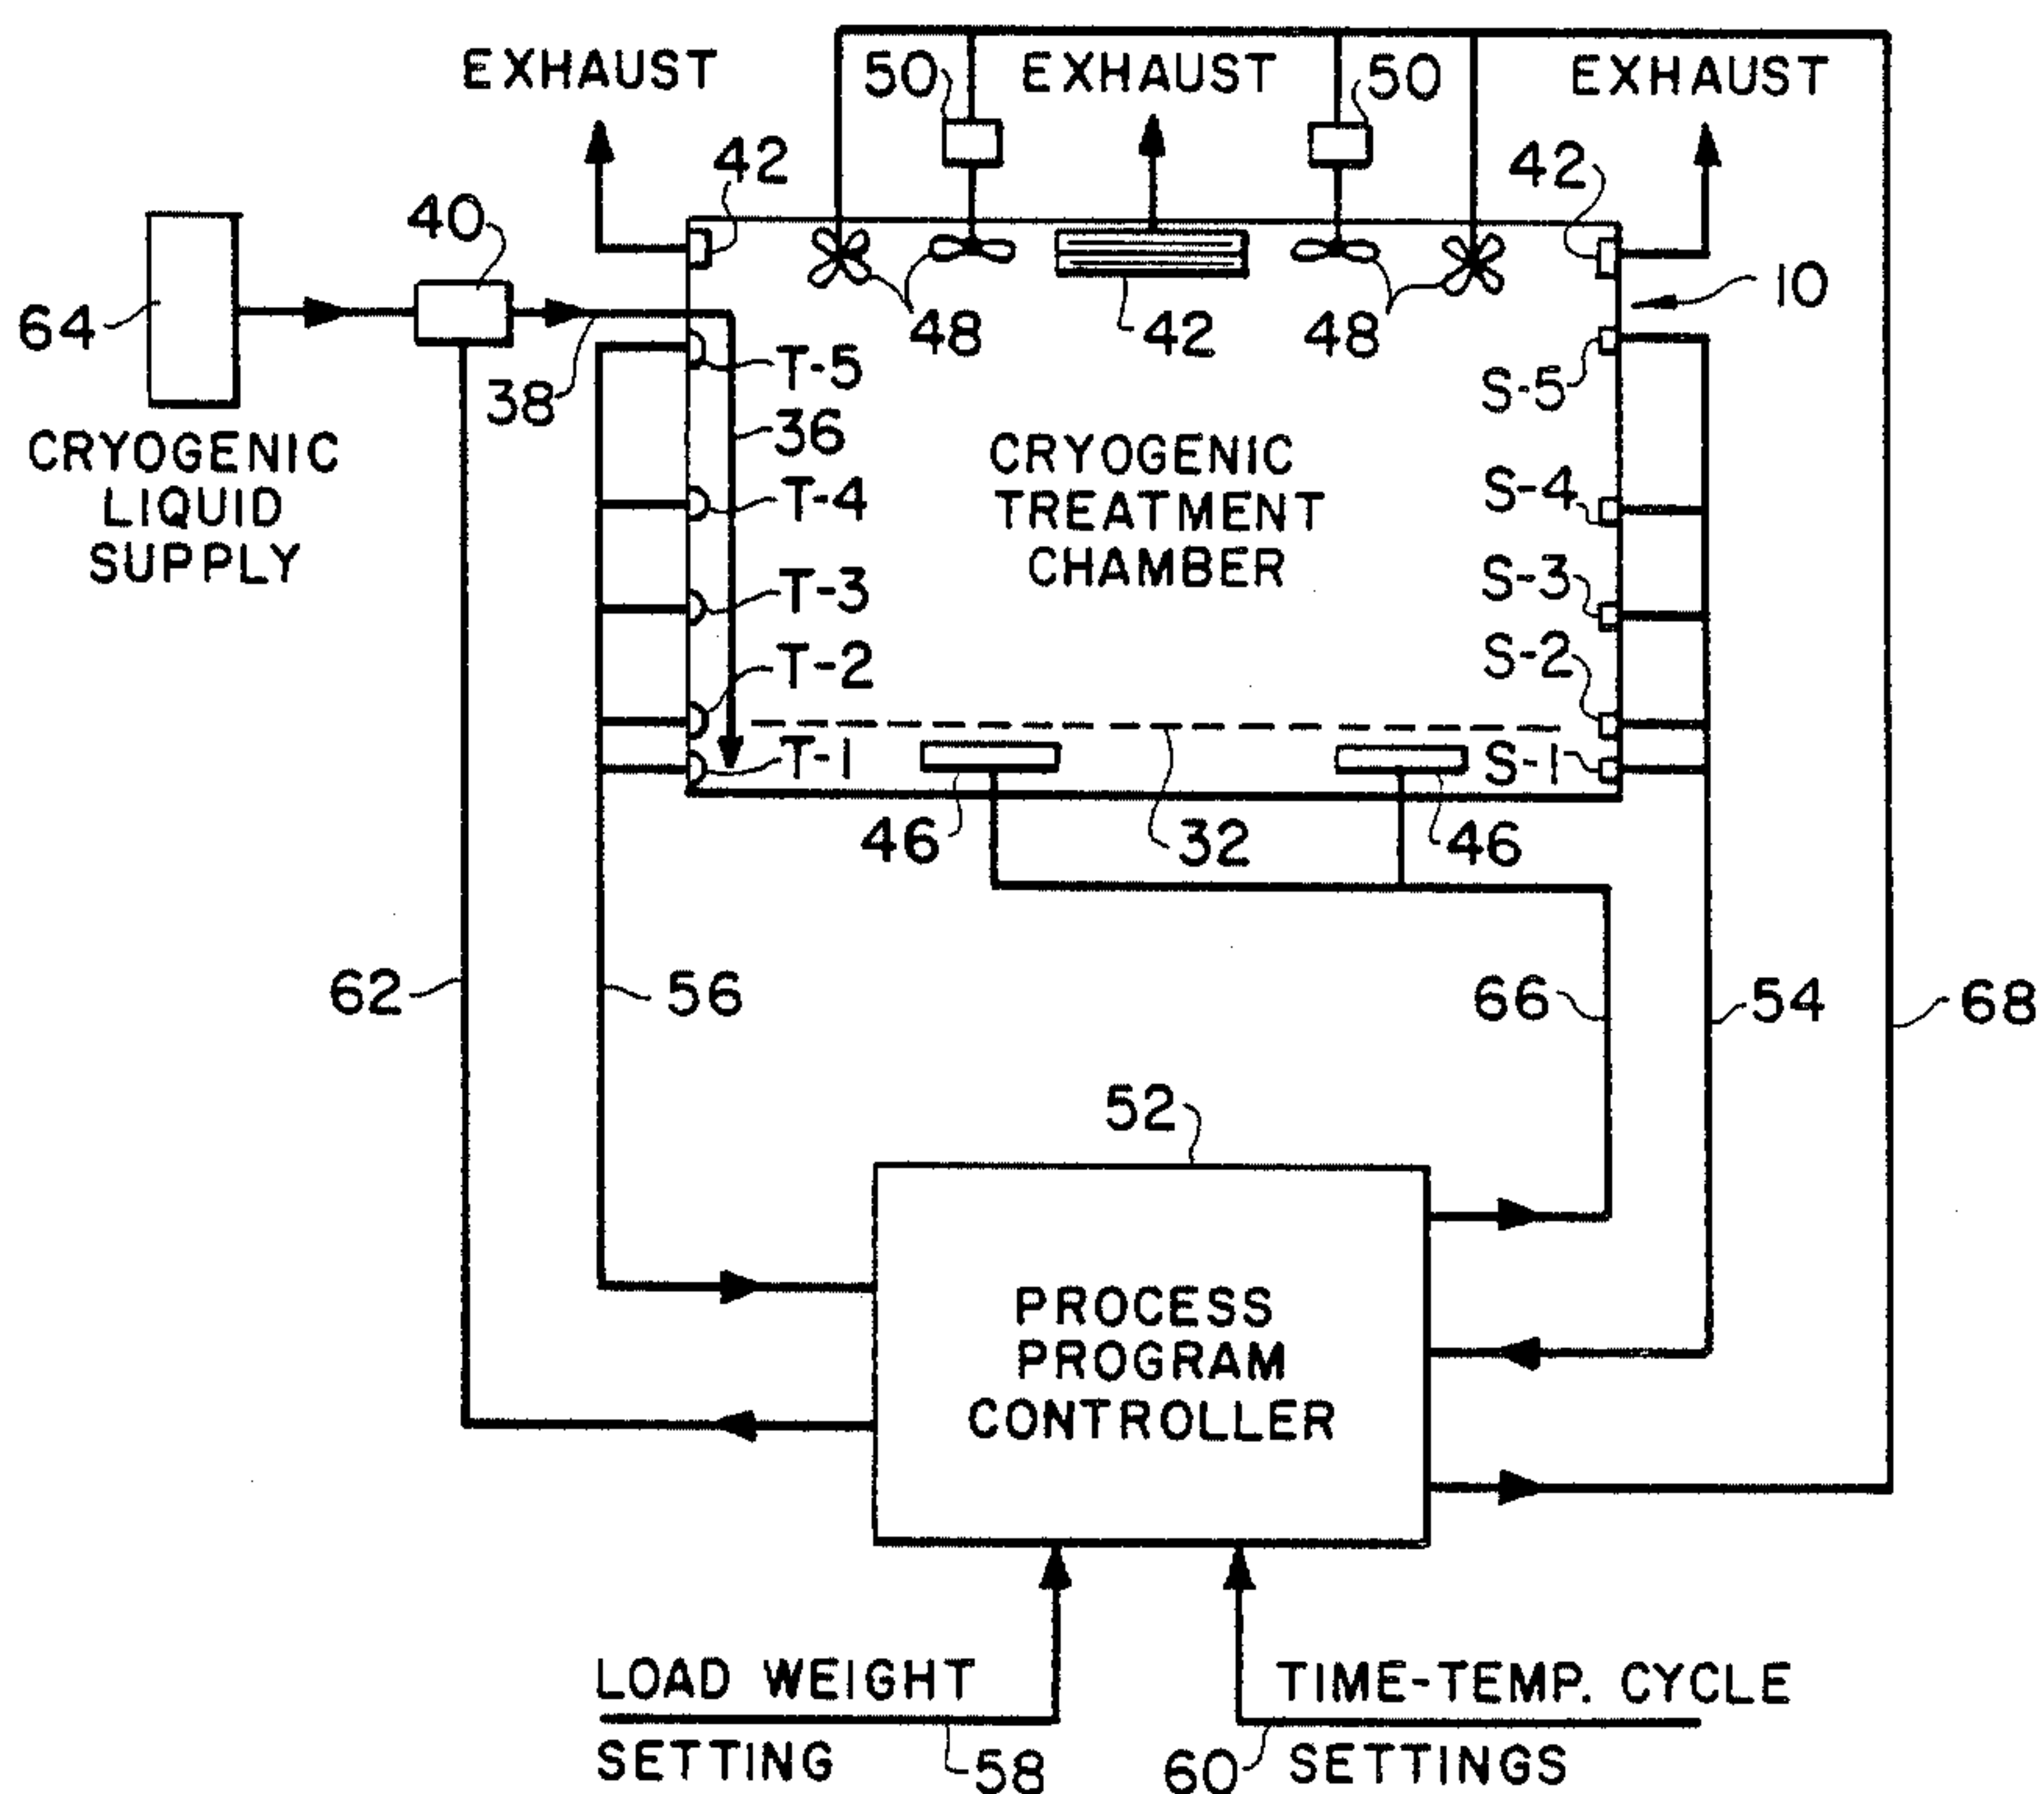 EXHAUST
50
EXHAUST
50
EXHAUST
42
42
40
10
64
48
42
48
38
T-5
S-5
36
CRYOGENIC
LIQUID
SUPPLY
CRYOGENIC
TREATMENT
CHAMBER
T-4
S-4
T-3
S-3
T-2
S-2
T-1
S-1
46
32
46
62
56
66
54
68
52
PROCESS
PROGRAM
CONTROLLER
LOAD WEIGHT
SETTING
58
TIME-TEMP. CYCLE
60
SETTINGS